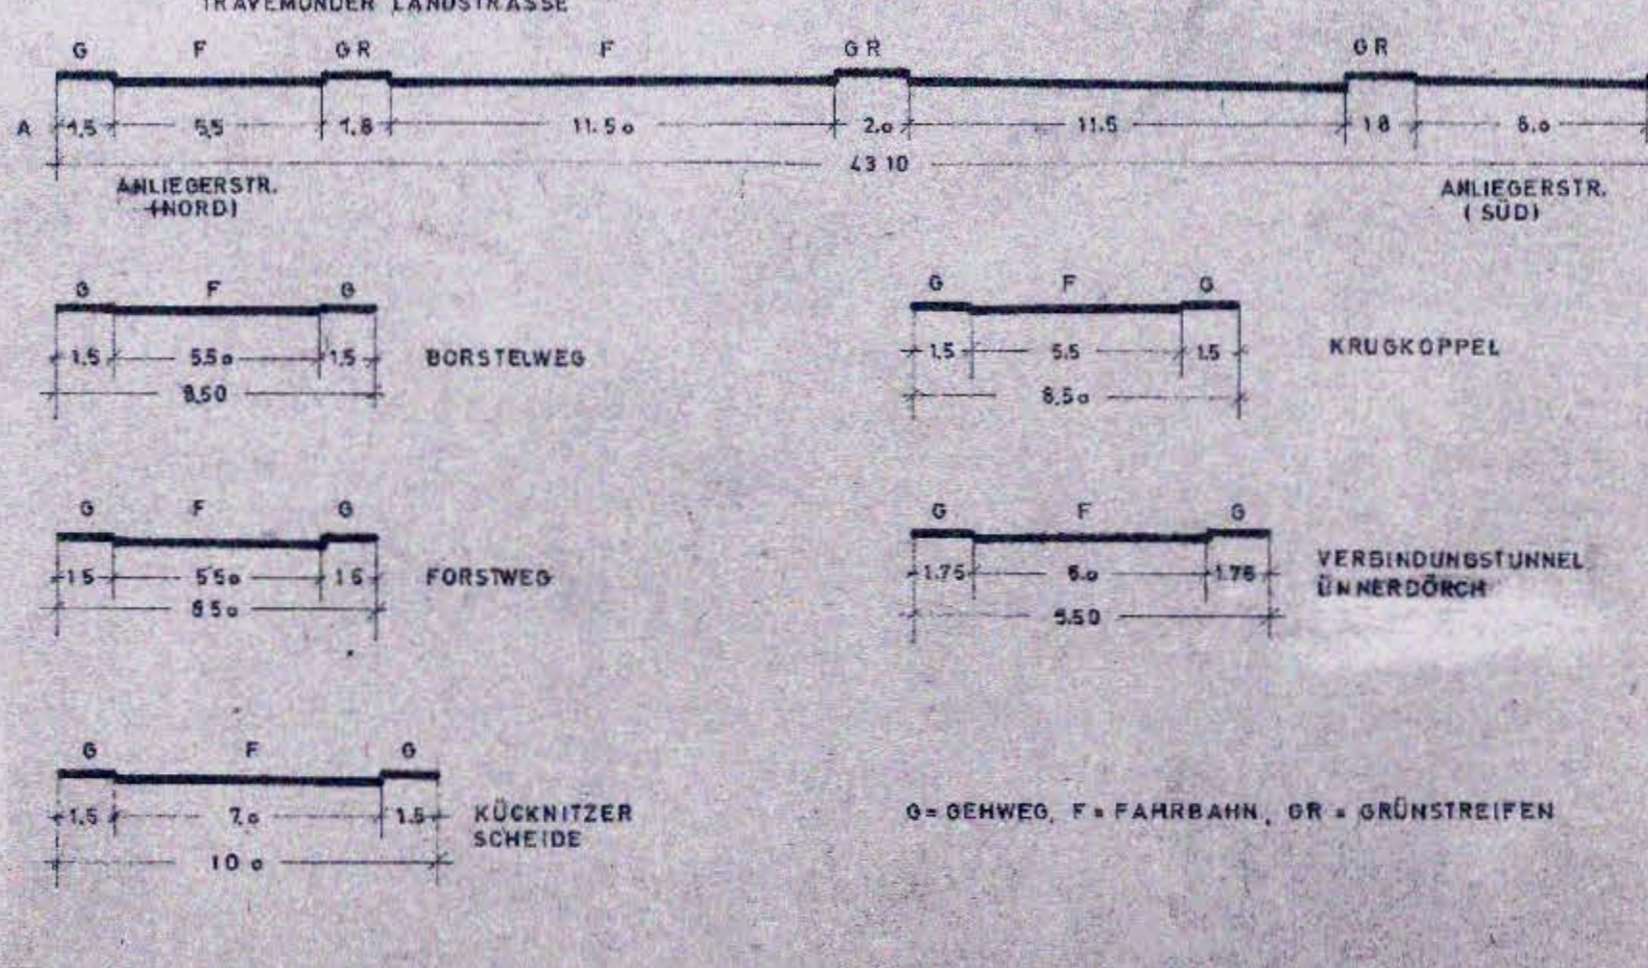 TRAVEMÜNDER LANDSTRASSE
G F GR F GR GR
A 1.5 5.5 1.8 11.5o 2.o 11.5 1 8 6.o
43 10
ANLIEGERSTR.
(NORD)
ANLIEGERSTR.
(SÜD)
G F G
1.5 5.5o 1.5
BORSTELWEG
8,50
G F G
1.5 5.5 1.5
KRUGKOPPEL
8.5o
G F G
1 5 5 5o 1 5
FORSTWEG
8 5o
G F G
1.75 6.o 1.75
VERBINDUNGSTUNNEL
ÜNNERDÖRCH
9.50
G F G
1.5 7.o 1.5
KÜCKNITZER
SCHEIDE
10 o
G= GEHWEG, F = FAHRBAHN, GR = GRÜNSTREIFEN